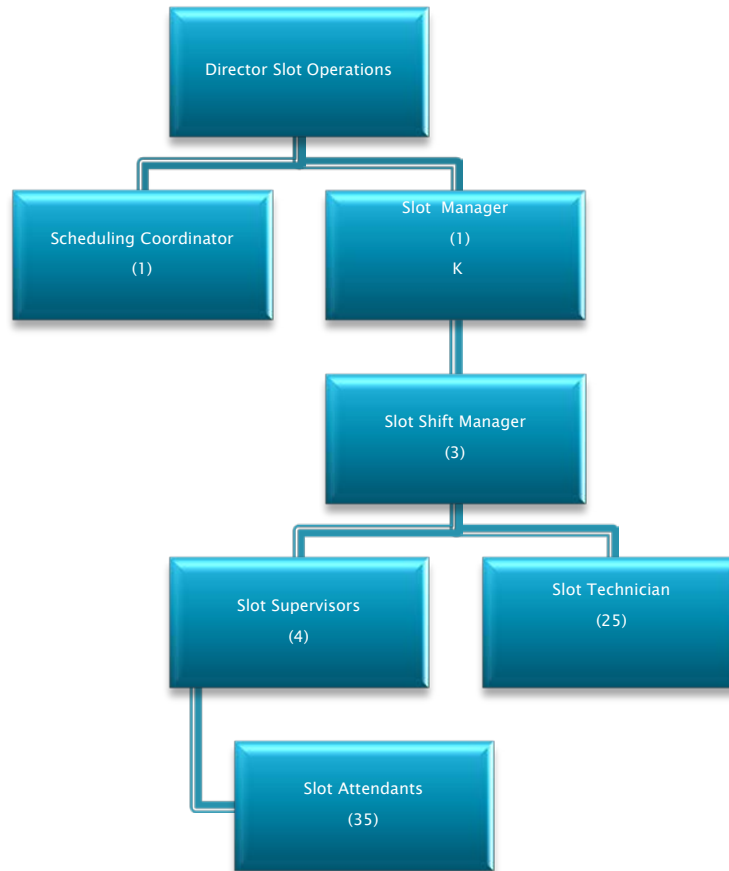 Director Slot Operations
Scheduling Coordinator
(1)
Slot Manager
(1)
K
Slot Shift Manager
(3)
Slot Supervisors
(4)
Slot Technician
(25)
Slot Attendants
(35)